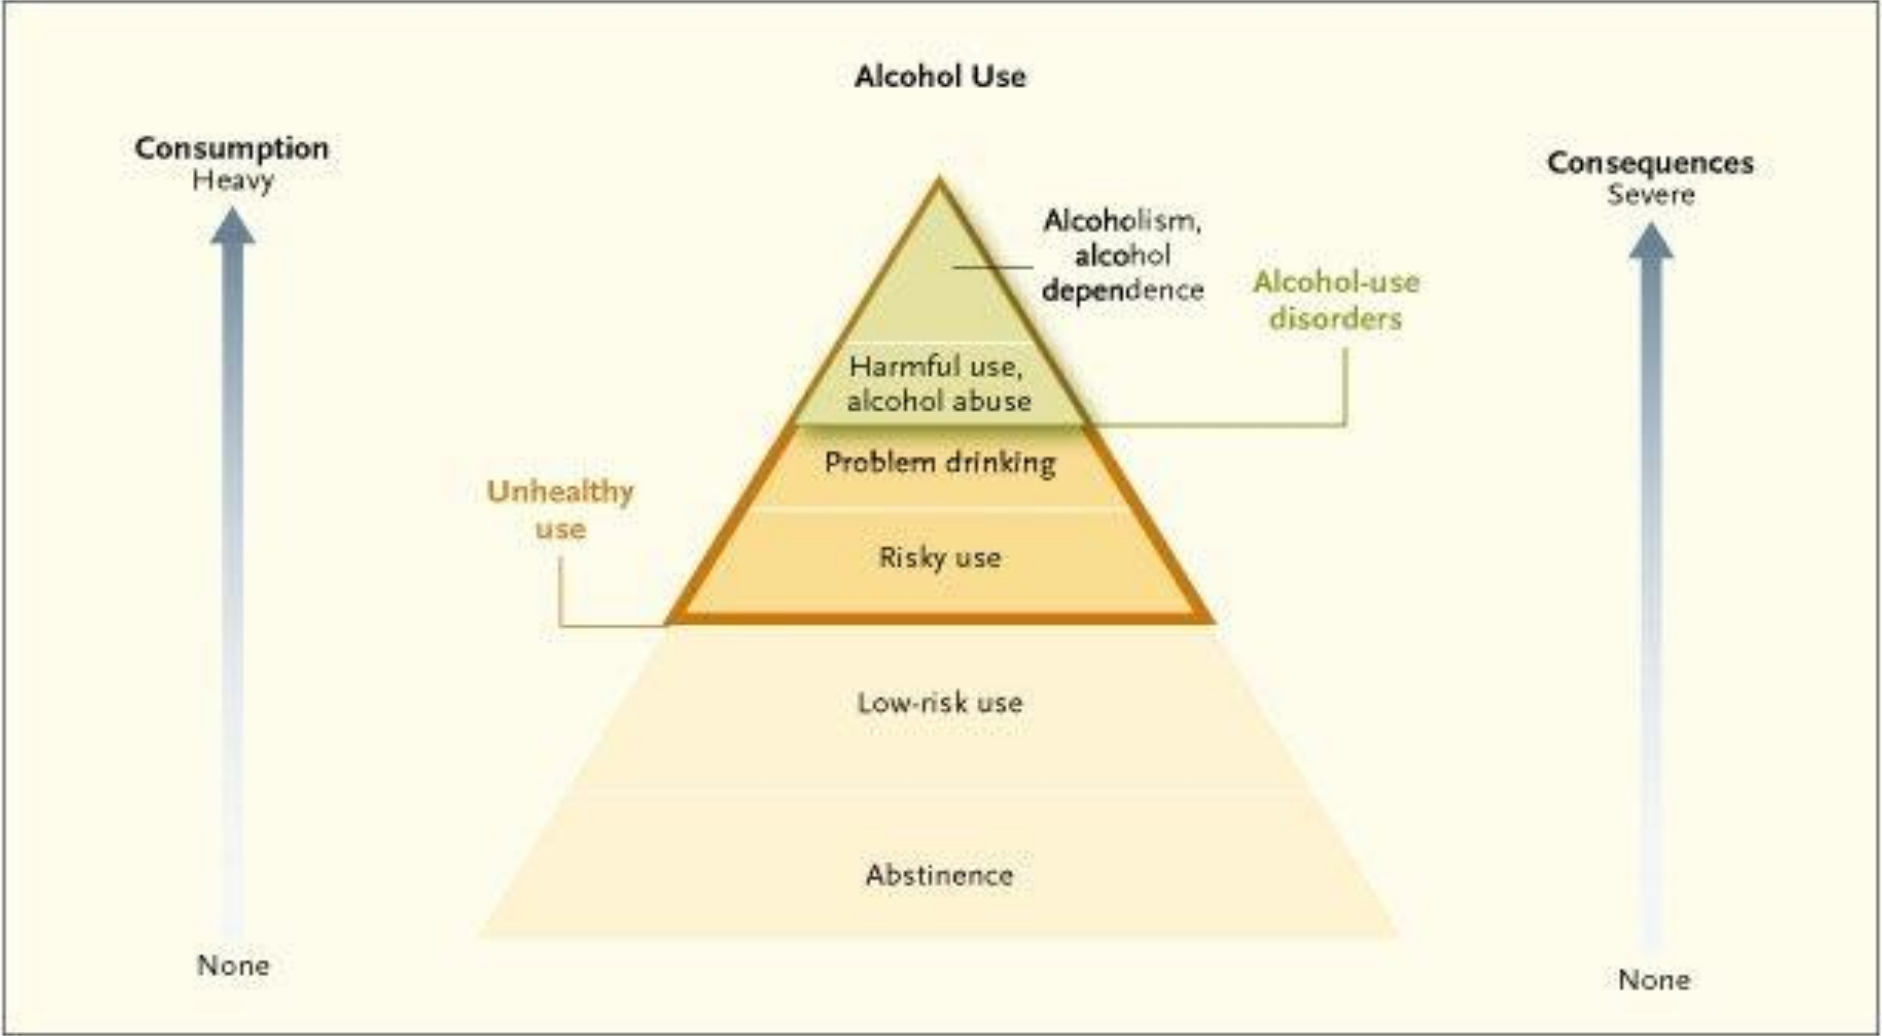 Alcohol Use
Consumption
Heavy
Consequences
Severe
Alcoholism,
alcohol
dependence
Alcohol-use
disorders
Harmful use,
alcohol abuse
Problem drinking
Unhealthy
use
Risky use
Low-risk use
Abstinence
None
None